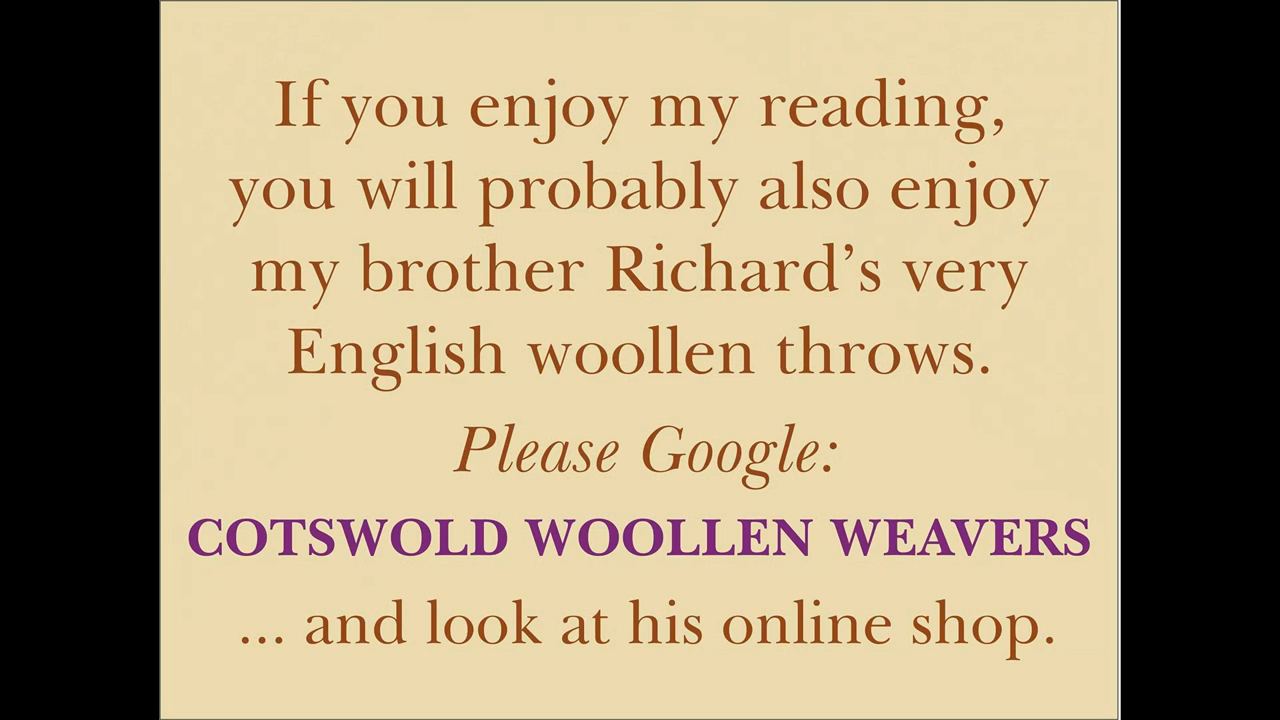 If you enjoy my reading,
you will probably also enjoy
my brother Richard’s very
English woollen throws.
Please Google:
COTSWOLD WOOLLEN WEAVERS
... and look at his online shop.